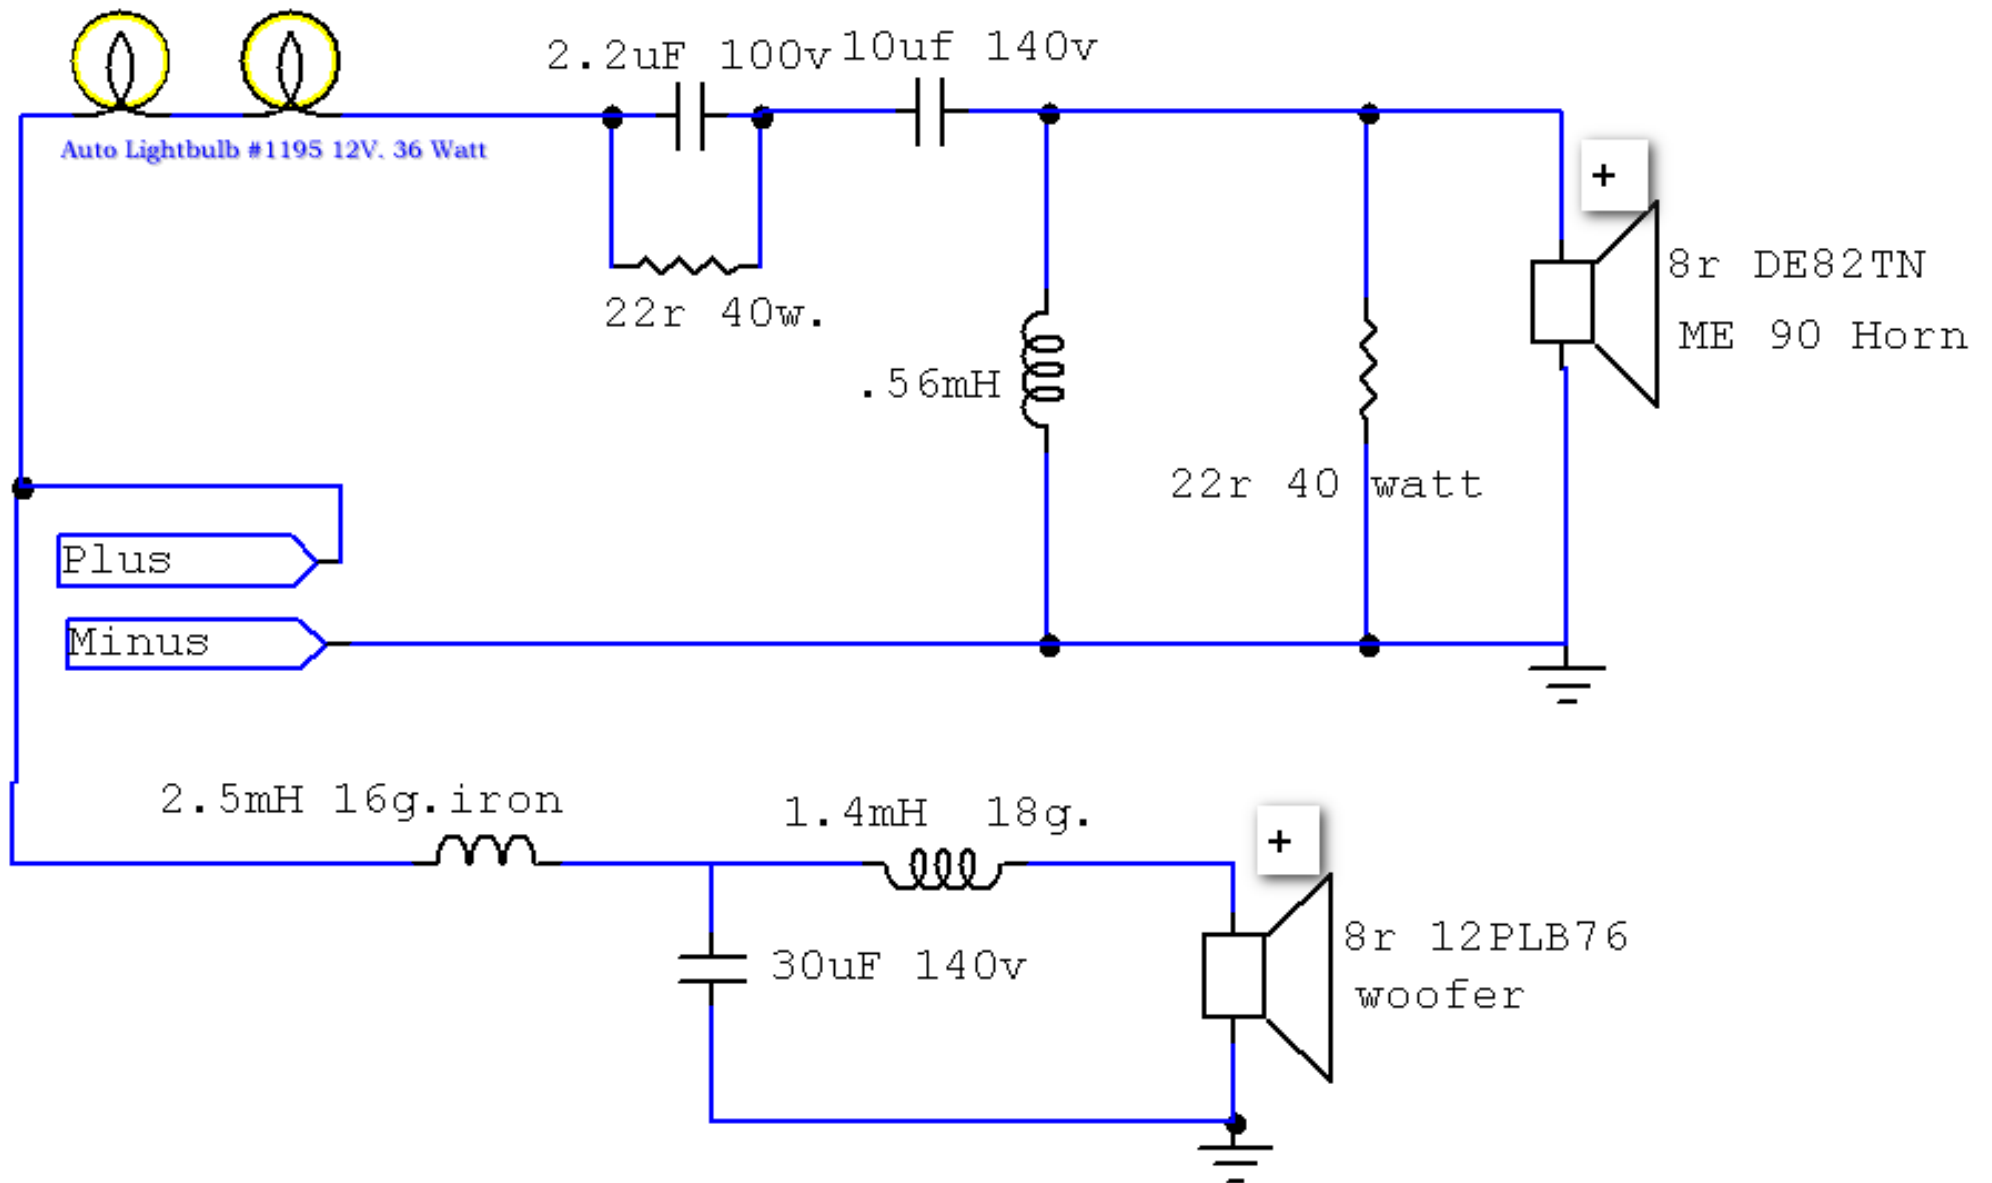 2.2uF 100v
10uf 140v
Auto Lightbulb #1195 12V. 36 Watt
+
8r DE82TN
ME 90 Horn
22r 40w.
.56mH
22r 40 watt
Plus
Minus
2.5mH 16g.iron
1.4mH 18g.
+
8r 12PLB76
woofer
30uF 140v